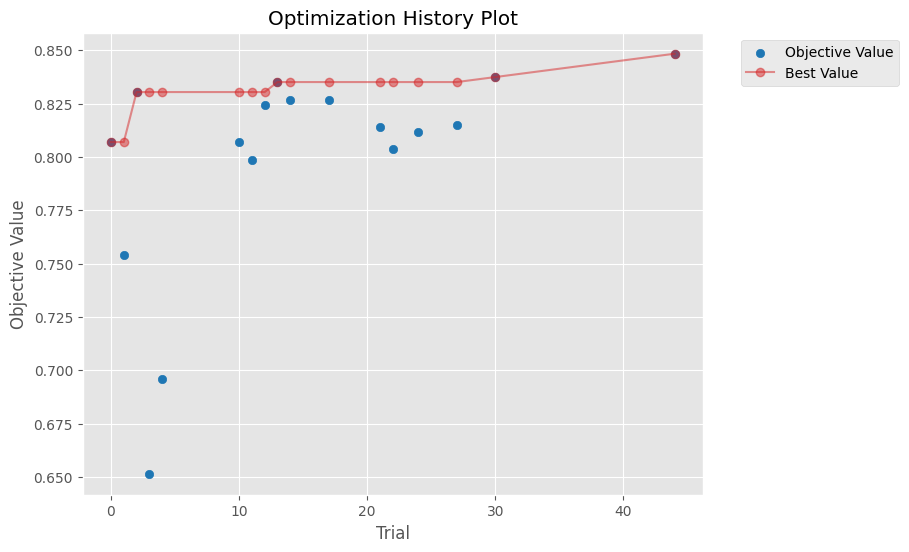 Optimization History Plot
Objective Value
Best Value
0.850
0.825
0.800
0.775
0.750
0.725
0.700
0.675
0.650
Objective Value
0
10
20
30
40
Trial